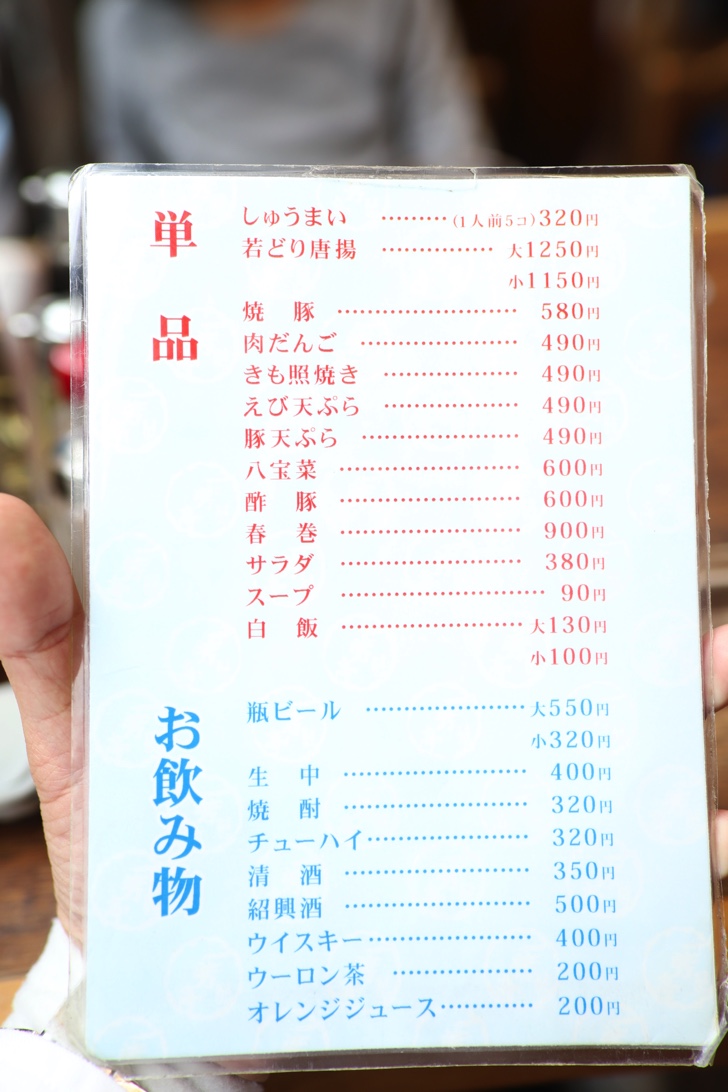 単品
しゅうまい ………(1人前5コ)320円
若どり唐揚 …………… 大1250円
小1150円
焼 豚 …………………… 580円
肉だんご ………………… 490円
きも照焼き ……………… 490円
えび天ぷら ……………… 490円
豚天ぷら ………………… 490円
八宝菜 …………………… 600円
酢 豚 …………………… 600円
春 巻 …………………… 900円
サラダ …………………… 380円
スープ ……………………… 90円
白 飯 ……………………大130円
小100円
お飲み物
瓶ビール …………………大550円
小320円
生 中 …………………… 400円
焼 酎 …………………… 320円
チューハイ………………… 320円
清 酒 …………………… 350円
紹興酒 …………………… 500円
ウイスキー………………… 400円
ウーロン茶 ……………… 200円
オレンジジュース………… 200円